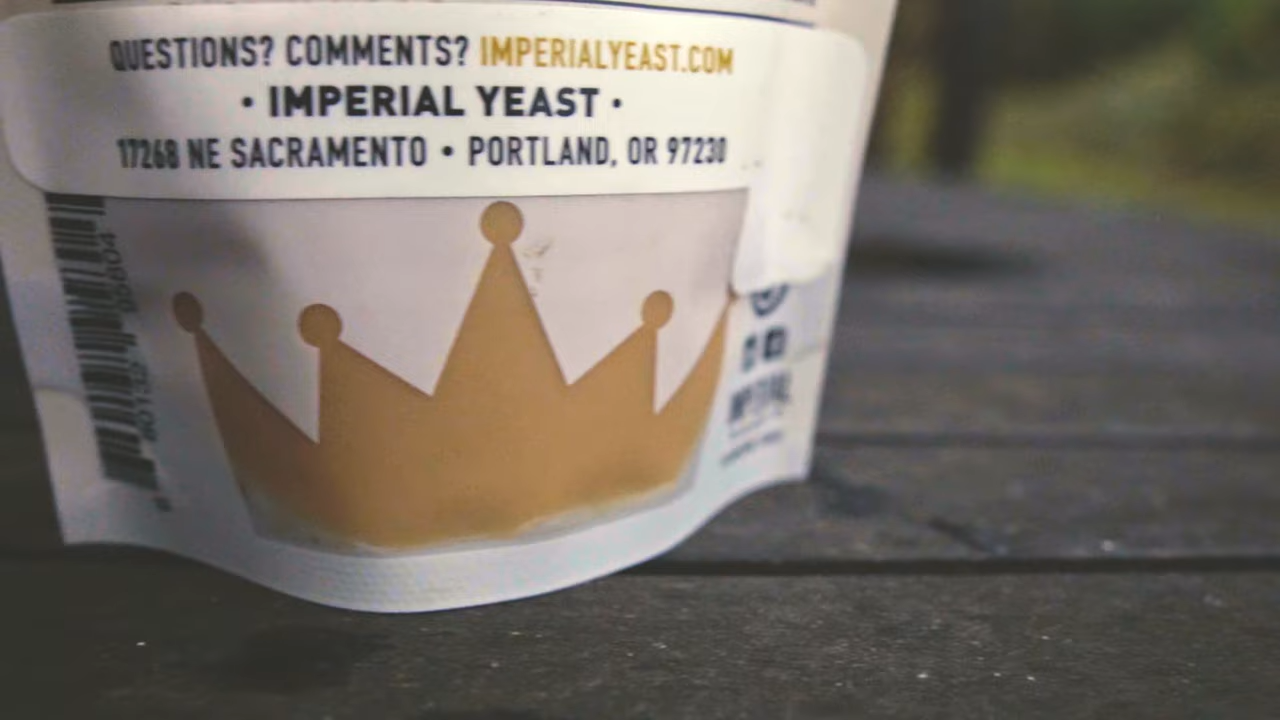 QUESTIONS? COMMENTS? IMPERIALYEAST.COM
• IMPERIAL YEAST •
17268 NE SACRAMENTO • PORTLAND, OR 97230